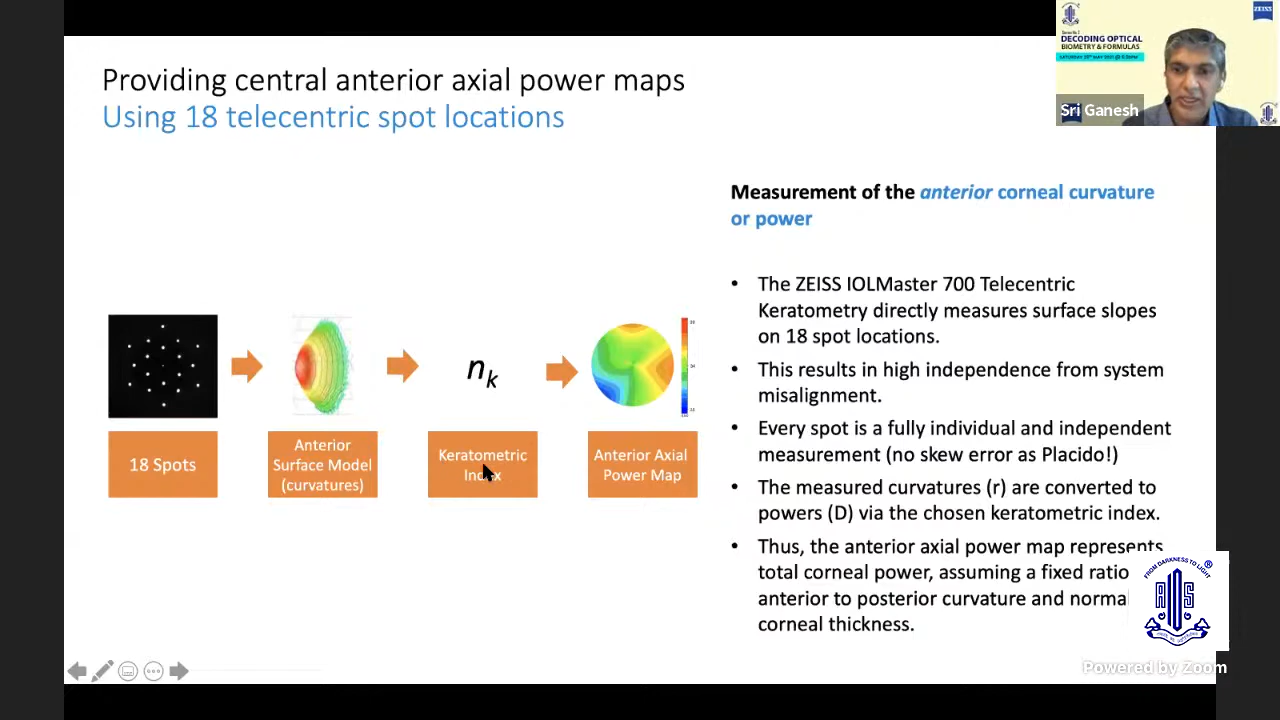 Providing central anterior axial power maps
Using 18 telecentric spot locations
DECODING OPTICAL
BIOMETRY & FORMULAS
ZEISS
Sri Ganesh
Measurement of the anterior corneal curvature
or power
• The ZEISS IOLMaster 700 Telecentric
Keratometry directly measures surface slopes
on 18 spot locations.
• This results in high independence from system
misalignment.
• Every spot is a fully individual and independent
measurement (no skew error as Placido!)
• The measured curvatures (r) are converted to
powers (D) via the chosen keratometric index.
• Thus, the anterior axial power map represents
total corneal power, assuming a fixed ratio
anterior to posterior curvature and normal
corneal thickness.
nk
18 Spots
Anterior
Surface Model
(curvatures)
Keratometric
Index
Anterior Axial
Power Map
FROM DARKNESS TO LIGHT
®
Powered by Zoom